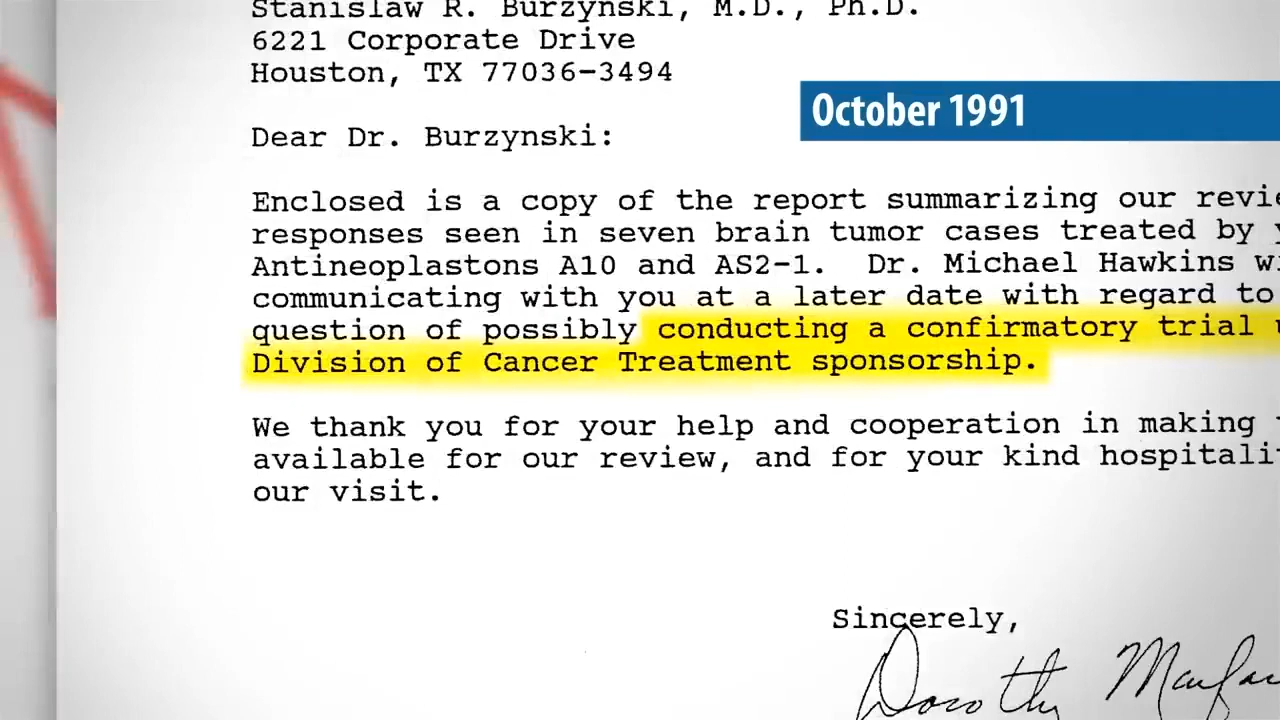 Stanislaw R. Burzynski, M.D., Ph.D.
6221 Corporate Drive
Houston, TX 77036-3494
October 1991
Dear Dr. Burzynski:
Enclosed is a copy of the report summarizing our
responses seen in seven brain tumor cases treated by
Antineoplastons A10 and AS2-1. Dr. Michael Hawkins
communicating with you at a later date with regard to
question of possibly conducting a confirmatory trial
Division of Cancer Treatment sponsorship.
We thank you for your help and cooperation in making
available for our review, and for your kind
our visit.
Sincerely,
Dorothy